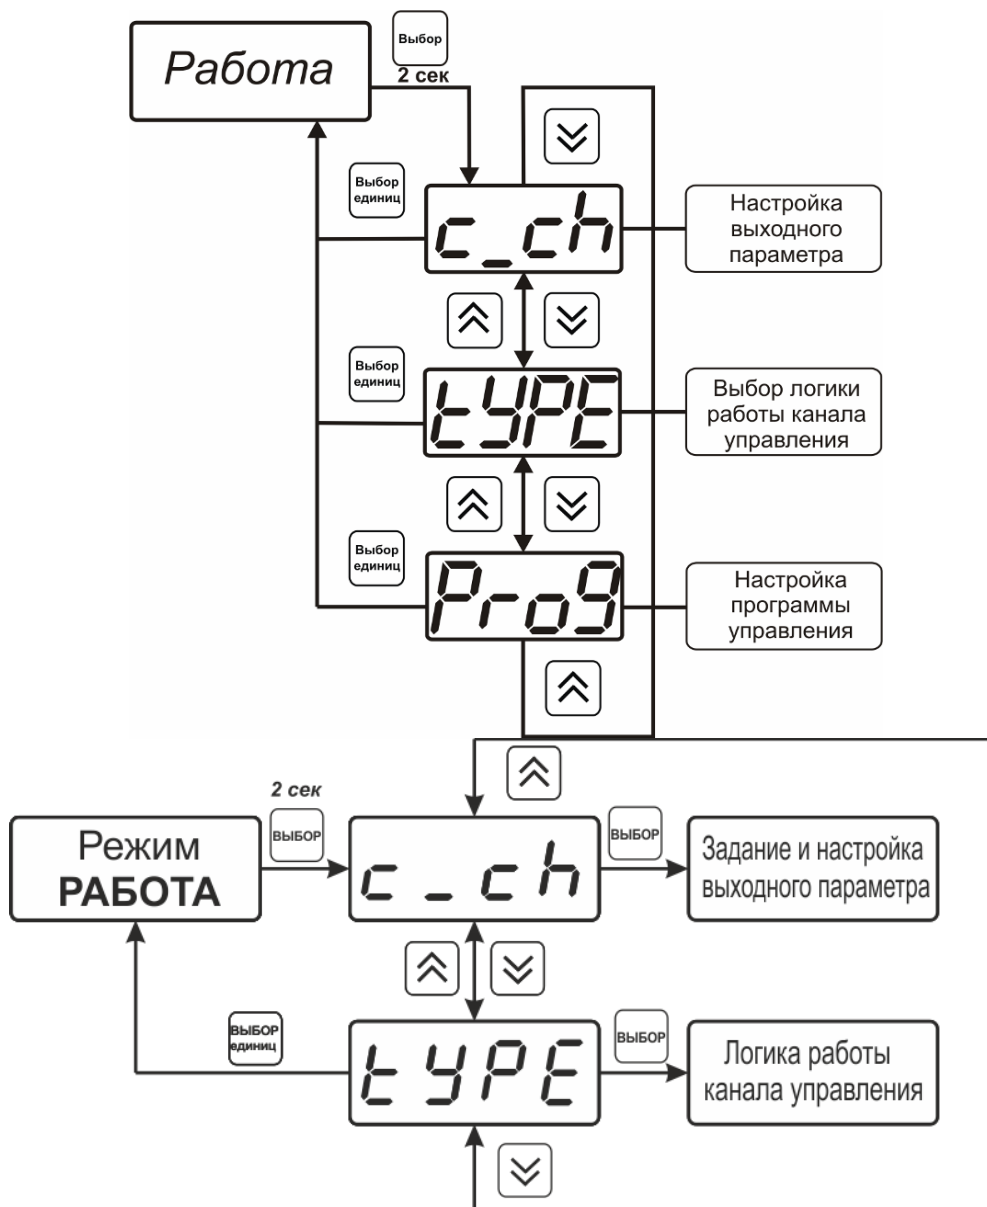 Работа
Выбор
2 сек
Выбор
единиц
c_ch
Настройка
выходного
параметра
Выбор
единиц
tYPE
Выбор логики
работы канала
управления
Выбор
единиц
Prog
Настройка
программы
управления
2 сек
ВЫБОР
Режим
РАБОТА
c_ch
ВЫБОР
Задание и настройка
выходного параметра
ВЫБОР
единиц
tYPE
ВЫБОР
Логика работы
канала управления